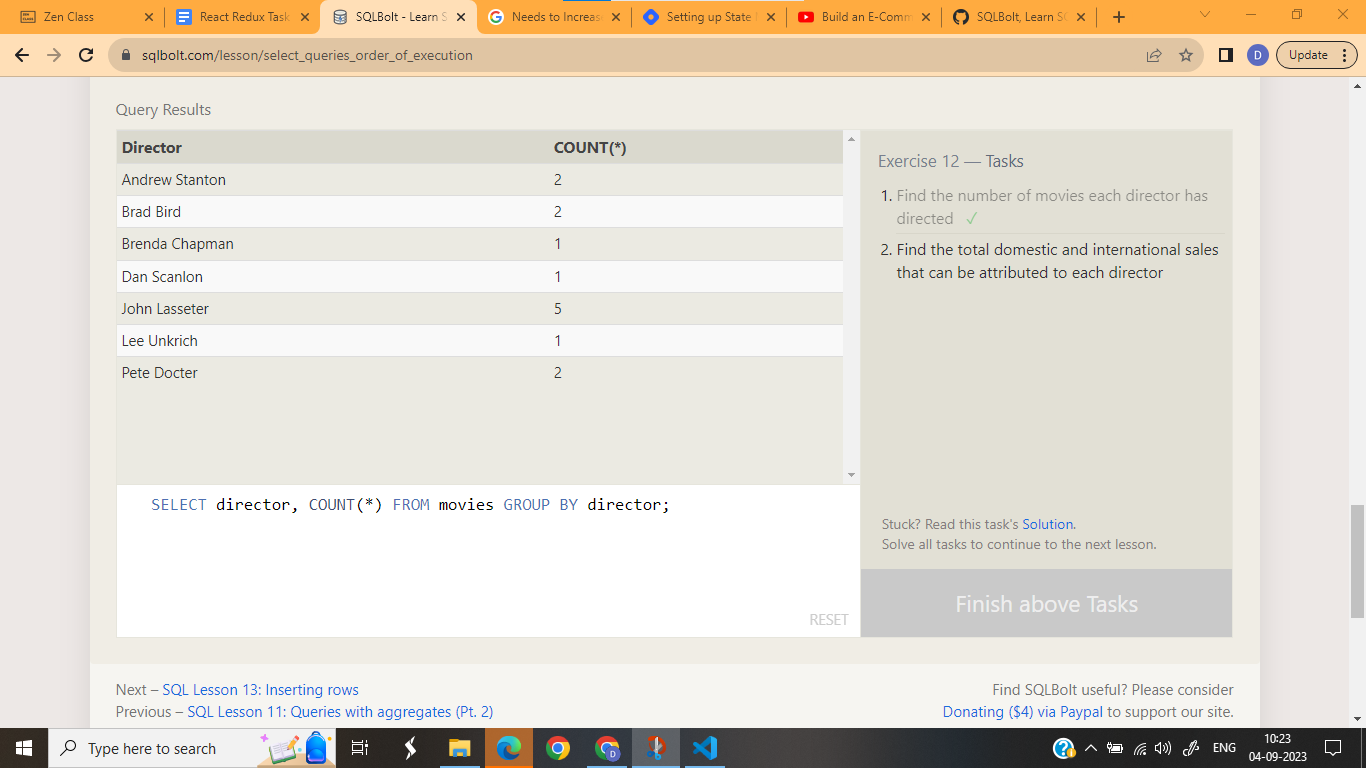 Zen Class
React Redux Task
SQLBolt - Learn S
Needs to Increas
Setting up State
Build an E-Comm
SQLBolt, Learn SQ
sqlbolt.com/lesson/select_queries_order_of_execution
D
Update
Query Results
Director COUNT(*)
Andrew Stanton 2
Brad Bird 2
Brenda Chapman 1
Dan Scanlon 1
John Lasseter 5
Lee Unkrich 1
Pete Docter 2
Exercise 12 — Tasks
1. Find the number of movies each director has
directed ✓
2. Find the total domestic and international sales
that can be attributed to each director
SELECT director, COUNT(*) FROM movies GROUP BY director;
RESET
Stuck? Read this task's Solution.
Solve all tasks to continue to the next lesson.
Finish above Tasks
Next – SQL Lesson 13: Inserting rows
Previous – SQL Lesson 11: Queries with aggregates (Pt. 2)
Find SQLBolt useful? Please consider
Donating ($4) via Paypal to support our site.
Type here to search
ENG
10:23
04-09-2023